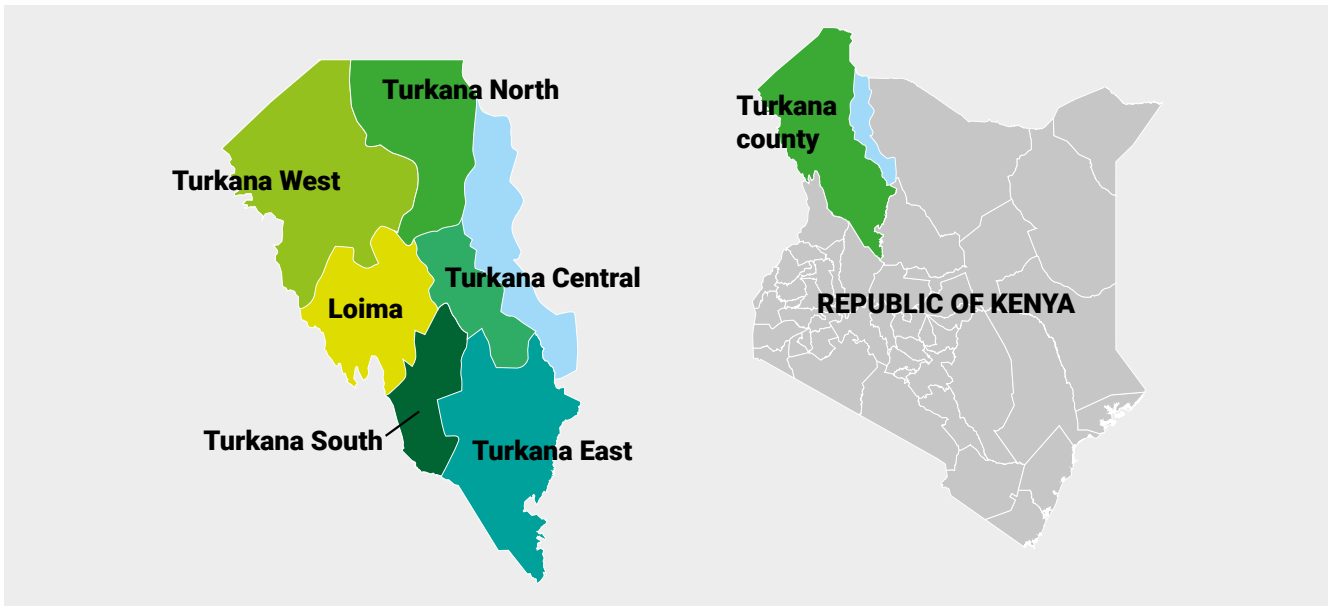 Turkana North
Turkana West
Turkana Central
Loima
Turkana South
Turkana East
Turkana
county
REPUBLIC OF KENYA